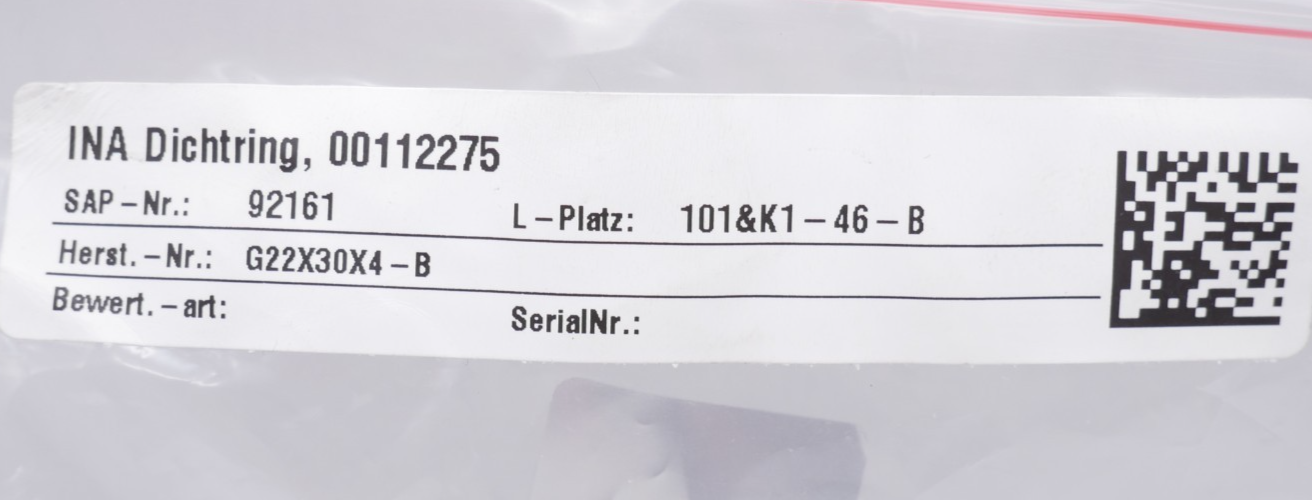 INA Dichtring, 00112275
SAP-Nr.: 92161 L-Platz: 101&K1-46-B
Herst.-Nr.: G22X30X4-B
Bewert.-art: SerialNr.: